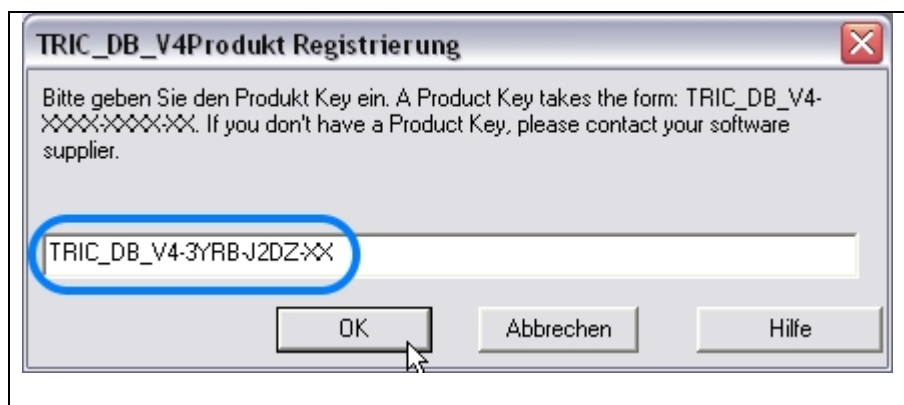 TRIC_DB_V4Produkt Registrierung
Bitte geben Sie den Produkt Key ein. A Product Key takes the form: TRIC_DB_V4-
XXXX-XXXX-XX. If you don't have a Product Key, please contact your software
supplier.
TRIC_DB_V4-3YRB-J2DZ-XX
OK Abbrechen Hilfe